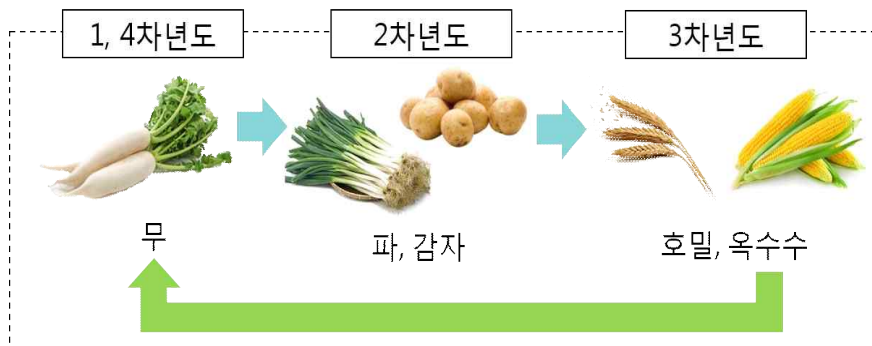 1, 4차년도
2차년도
3차년도
무
파, 감자
호밀, 옥수수